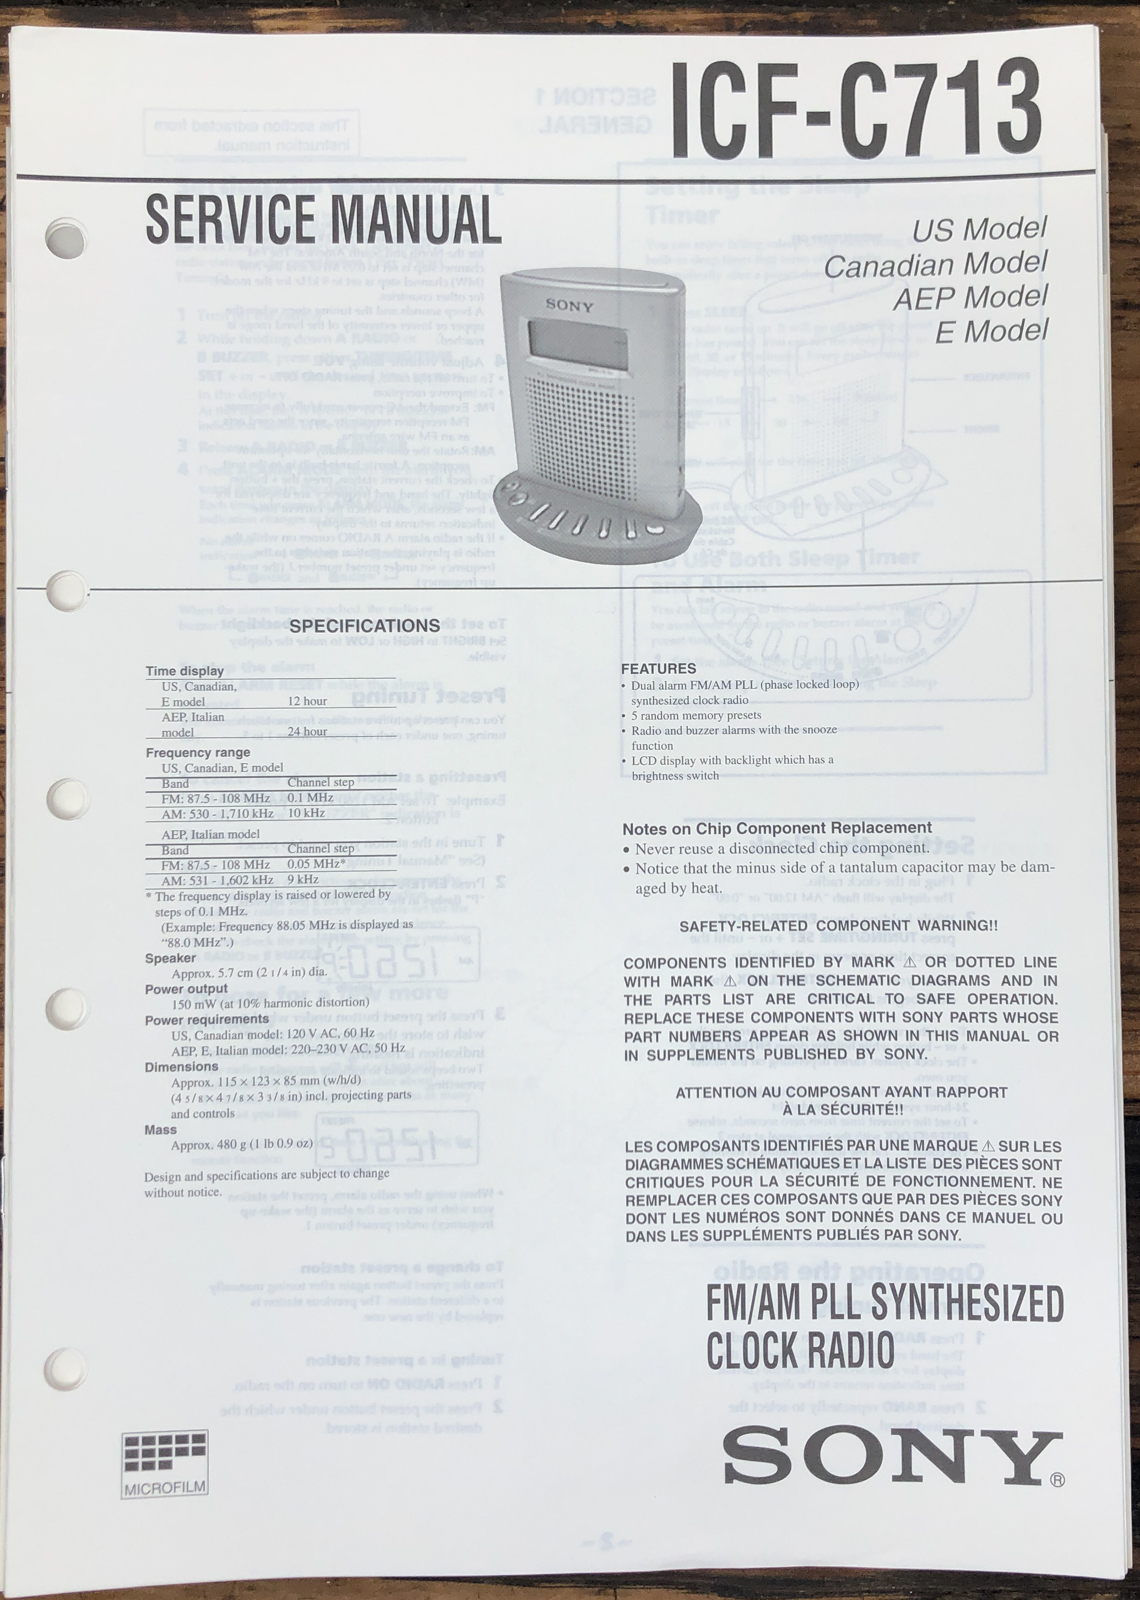 ICF-C713
SERVICE MANUAL
US Model
Canadian Model
AEP Model
E Model
SONY
SPECIFICATIONS
Time display
US, Canadian,
E model 12 hour
AEP, Italian
model 24 hour
Frequency range
US, Canadian, E model
Band Channel step
FM: 87.5 - 108 MHz 0.1 MHz
AM: 530 - 1,710 kHz 10 kHz
AEP, Italian model
Band Channel step
FM: 87.5 - 108 MHz 0.05 MHz*
AM: 531 - 1,602 kHz 9 kHz
* The frequency display is raised or lowered by
steps of 0.1 MHz.
(Example: Frequency 88.05 MHz is displayed as
“88.0 MHz”.)
Speaker
Approx. 5.7 cm (2 1/4 in) dia.
Power output
150 mW (at 10% harmonic distortion)
Power requirements
US, Canadian model: 120 V AC, 60 Hz
AEP, E, Italian model: 220–230 V AC, 50 Hz
Dimensions
Approx. 115 × 123 × 85 mm (w/h/d)
(4 5/8 × 4 7/8 × 3 3/8 in) incl. projecting parts
and controls
Mass
Approx. 480 g (1 lb 0.9 oz)
Design and specifications are subject to change
without notice.
FEATURES
• Dual alarm FM/AM PLL (phase locked loop)
synthesized clock radio
• 5 random memory presets
• Radio and buzzer alarms with the snooze
function
• LCD display with backlight which has a
brightness switch
Notes on Chip Component Replacement
• Never reuse a disconnected chip component.
• Notice that the minus side of a tantalum capacitor may be dam-
aged by heat.
SAFETY-RELATED COMPONENT WARNING!!
COMPONENTS IDENTIFIED BY MARK ⚠ OR DOTTED LINE
WITH MARK ⚠ ON THE SCHEMATIC DIAGRAMS AND IN
THE PARTS LIST ARE CRITICAL TO SAFE OPERATION.
REPLACE THESE COMPONENTS WITH SONY PARTS WHOSE
PART NUMBERS APPEAR AS SHOWN IN THIS MANUAL OR
IN SUPPLEMENTS PUBLISHED BY SONY.
ATTENTION AU COMPOSANT AYANT RAPPORT
À LA SÉCURITÉ!!
LES COMPOSANTS IDENTIFIÉS PAR UNE MARQUE ⚠ SUR LES
DIAGRAMMES SCHÉMATIQUES ET LA LISTE DES PIÈCES SONT
CRITIQUES POUR LA SÉCURITÉ DE FONCTIONNEMENT. NE
REMPLACER CES COMPOSANTS QUE PAR DES PIÈCES SONY
DONT LES NUMÉROS SONT DONNÉS DANS CE MANUEL OU
DANS LES SUPPLÉMENTS PUBLIÉS PAR SONY.
FM/AM PLL SYNTHESIZED
CLOCK RADIO
SONY®
MICROFILM